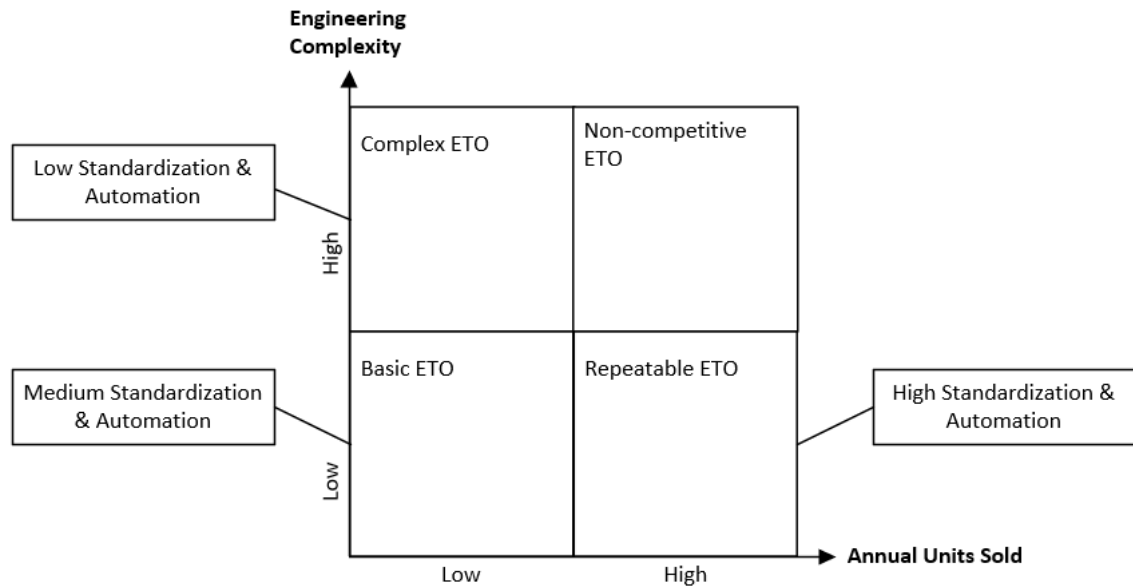 Engineering
Complexity
Complex ETO
Non-competitive
ETO
Low Standardization &
Automation
High
Basic ETO
Repeatable ETO
Medium Standardization
& Automation
High Standardization &
Automation
Low
Annual Units Sold
Low
High